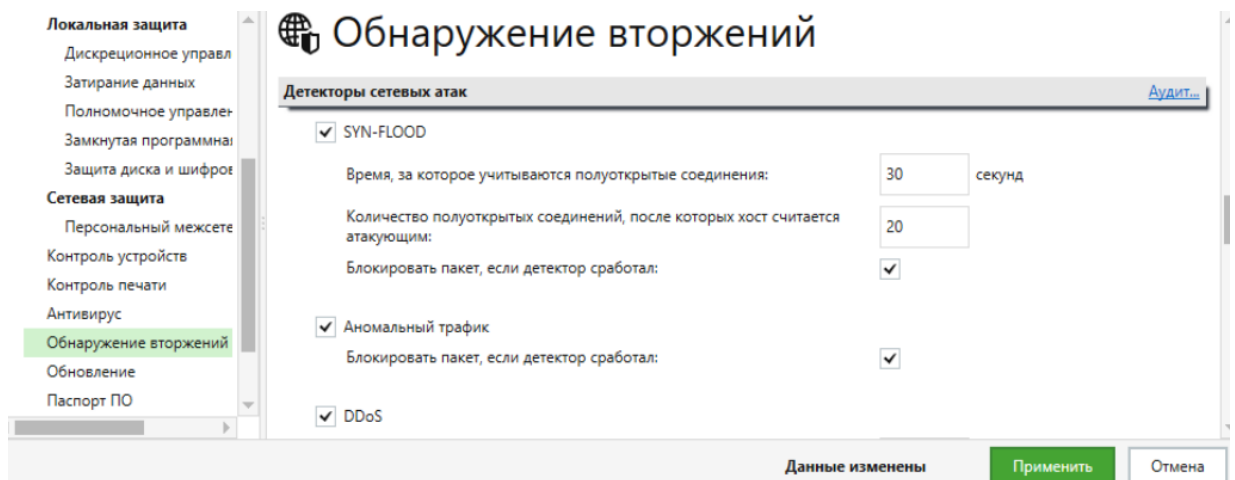 Локальная защита
Дискреционное управл
Затирание данных
Полномочное управлен
Замкнутая программна
Защита диска и шифров
Сетевая защита
Персональный межсете
Контроль устройств
Контроль печати
Антивирус
Обнаружение вторжений
Обновление
Паспорт ПО
Обнаружение вторжений
Детекторы сетевых атак
Аудит...
SYN-FLOOD
Время, за которое учитываются полуоткрытые соединения: 30 секунд
Количество полуоткрытых соединений, после которых хост считается
атакующим: 20
Блокировать пакет, если детектор сработал:
Аномальный трафик
Блокировать пакет, если детектор сработал:
DDoS
Данные изменены
Применить
Отмена